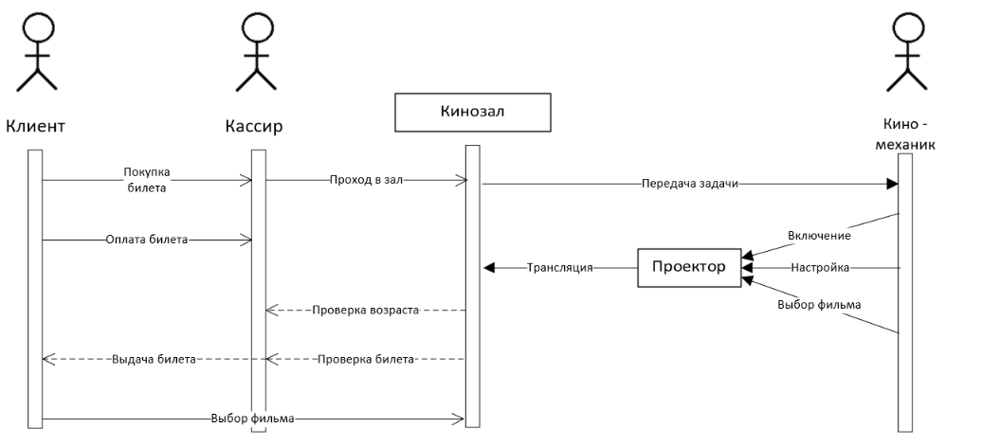 Клиент
Кассир
Кинозал
Кино -
механик
Покупка
билета
Проход в зал
Передача задачи
Оплата билета
Включение
Трансляция
Проектор
Настройка
Выбор фильма
Проверка возраста
Выдача билета
Проверка билета
Выбор фильма